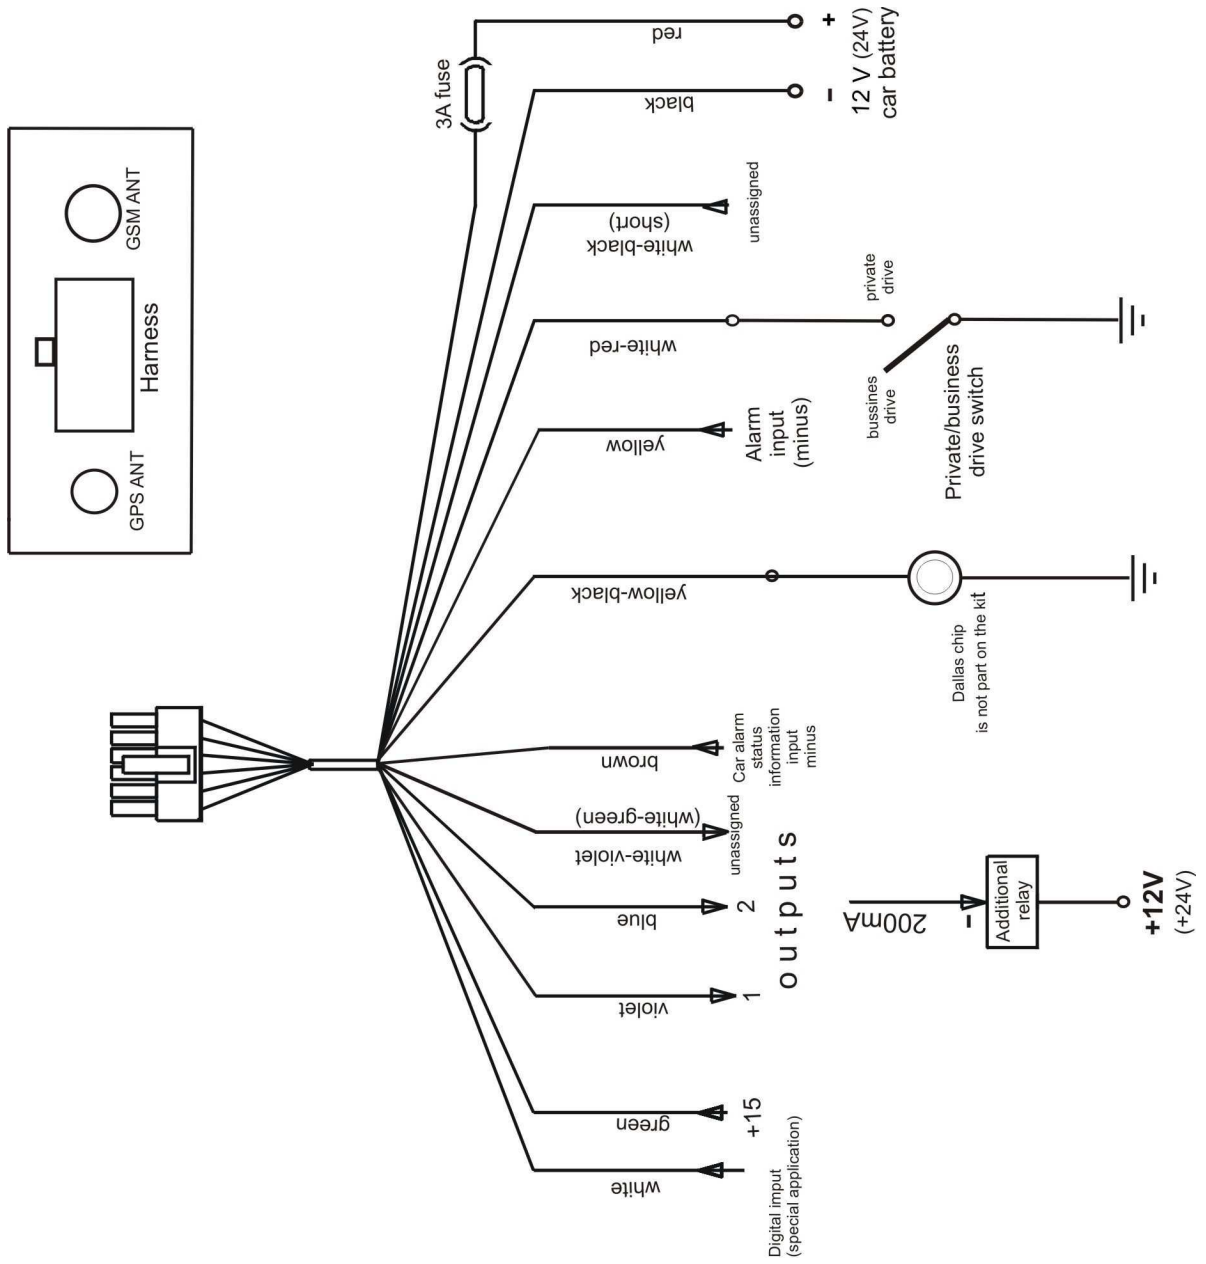 GPS ANT
Harness
GSM ANT
3A fuse
white
green
violet
blue
white-violet
(white-green)
brown
yellow-black
yellow
white-red
white-black
(short)
black
red
Digital imput
(special application)
+15
1
2
outputs
unassigned
Car alarm
status
information
input
minus
Dallas chip
is not part on the kit
Alarm
input
(minus)
bussines
drive
private
drive
Private/business
drive switch
unassigned
-
+
12 V (24V)
car battery
200mA
-
Additional
relay
+12V
(+24V)